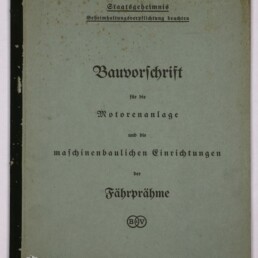 Staatsgeheimnis
Geheimhaltungsverpflichtung beachten
Bauvorschrift
für die
Motorenanlage
und die
maschinenbaulichen Einrichtungen
der
Fährprähme
B&V